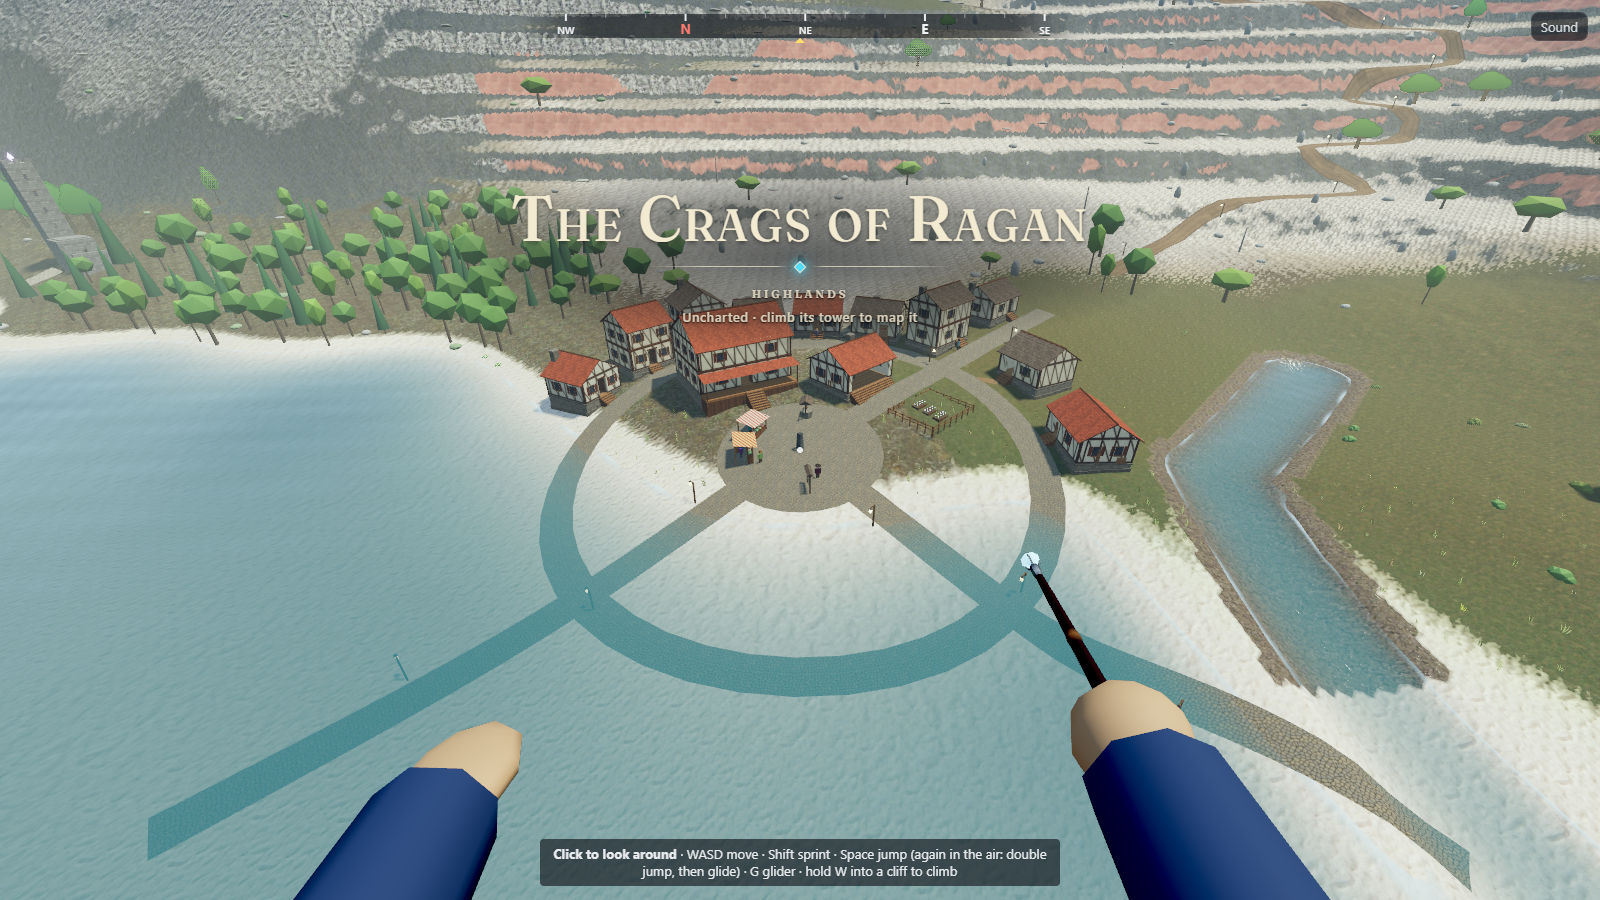 NW N NE E SE
Sound
THE CRAGS OF RAGAN
HIGHLANDS
Uncharted · climb its tower to map it
Click to look around · WASD move · Shift sprint · Space jump (again in the air: double
jump, then glide) · G glider · hold W into a cliff to climb